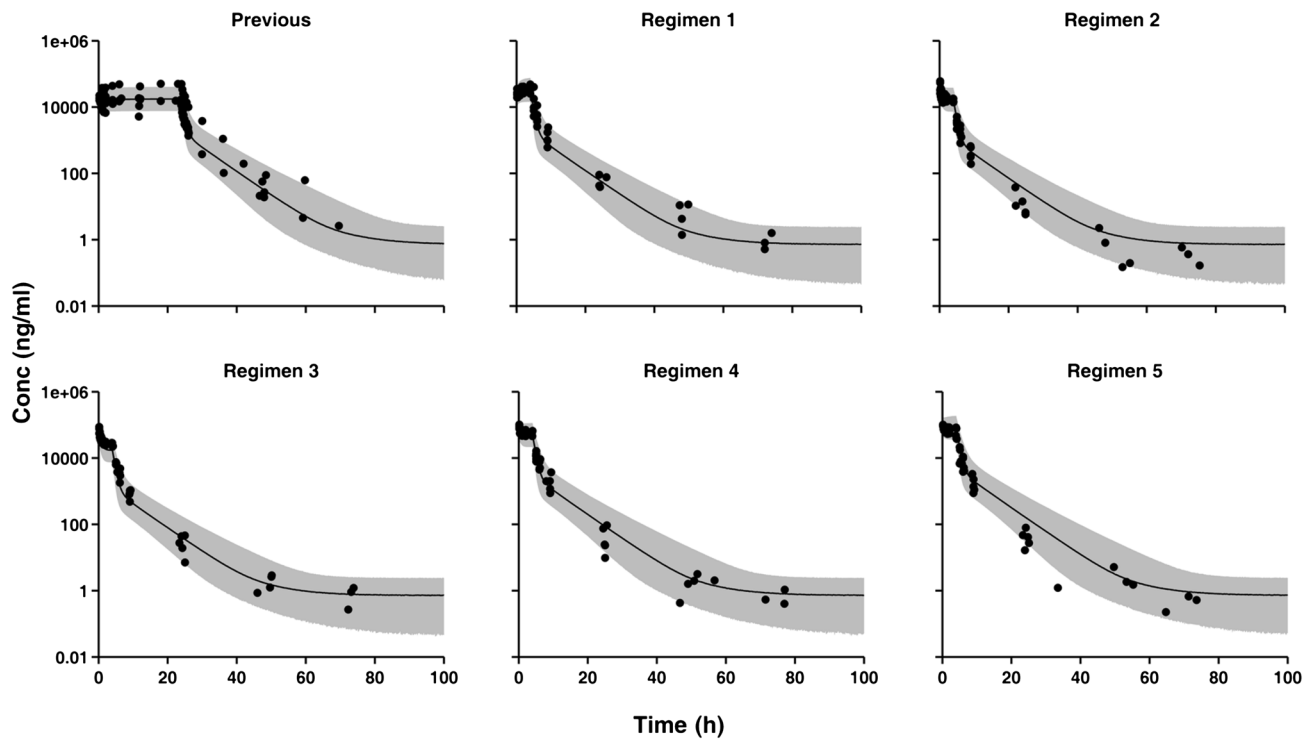 Previous
Regimen 1
Regimen 2
1e+06
10000
100
1
0.01
Regimen 3
Regimen 4
Regimen 5
1e+06
10000
100
1
0.01
0 20 40 60 80 100
0 20 40 60 80 100
0 20 40 60 80 100
Conc (ng/ml)
Time (h)